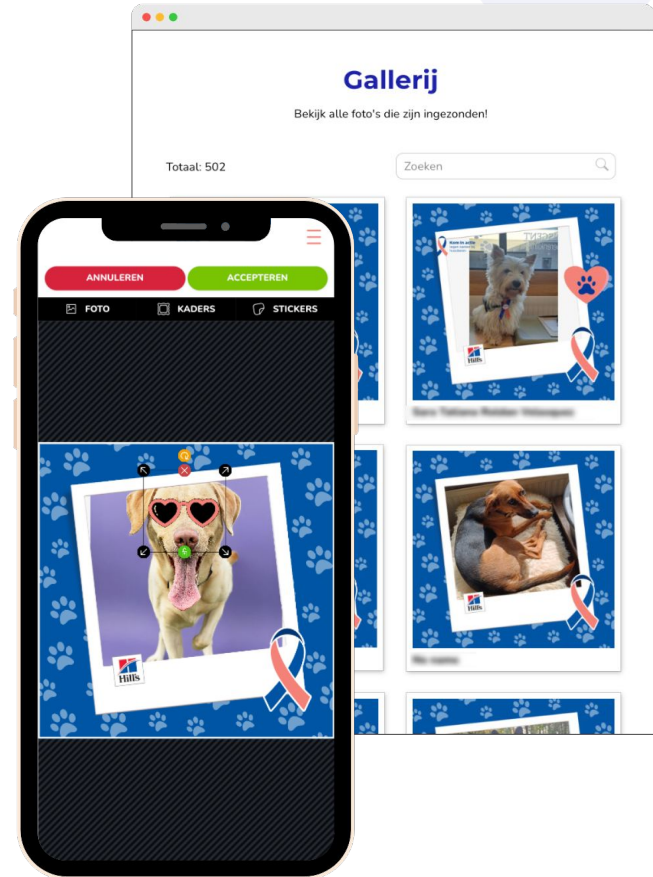 Gallerij
Bekijk alle foto's die zijn ingezonden!
Totaal: 502
Zoeken
ANNULEREN
ACCEPTEREN
FOTO
KADERS
STICKERS
Hill's
Hill's
Hill's